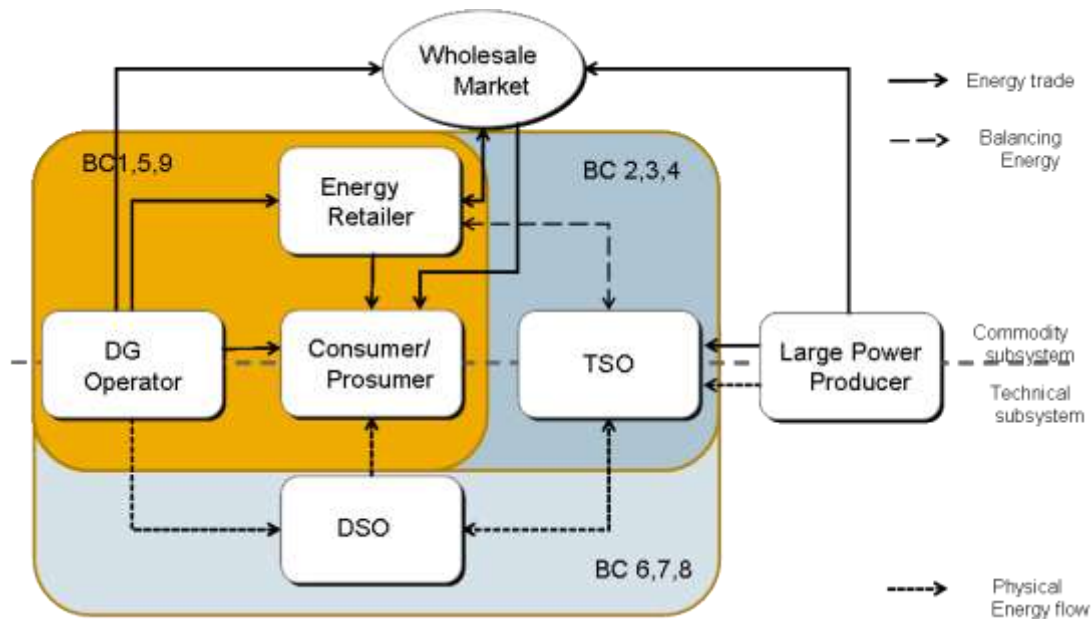 Wholesale
Market
Energy trade
Balancing
Energy
BC1,5,9
BC 2,3,4
Energy
Retailer
DG
Operator
Consumer/
Prosumer
TSO
Large Power
Producer
Commodity
subsystem
Technical
subsystem
DSO
BC 6,7,8
Physical
Energy flow